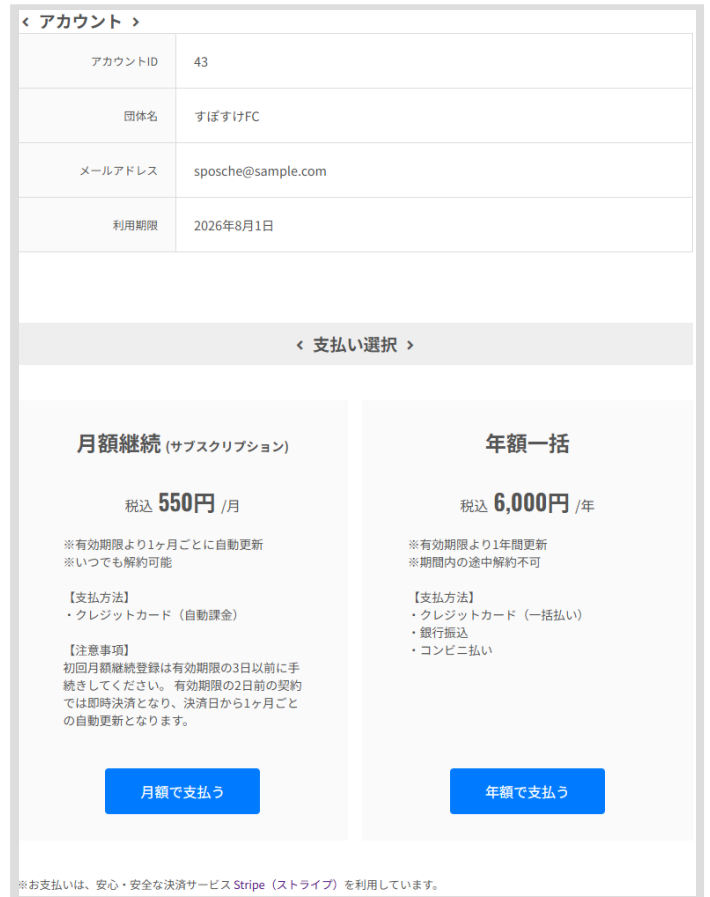 ‹ アカウント ›
アカウントID 43
団体名 すぽすけFC
メールアドレス sposche@sample.com
利用期限 2026年8月1日
‹ 支払い選択 ›
月額継続 (サブスクリプション)
税込 550円 /月
※有効期限より1ヶ月ごとに自動更新
※いつでも解約可能
【支払方法】
・クレジットカード（自動課金）
【注意事項】
初回月額継続登録は有効期限の3日以前に手
続きしてください。 有効期限の2日前の契約
では即時決済となり、決済日から1ヶ月ごと
の自動更新となります。
月額で支払う
年額一括
税込 6,000円 /年
※有効期限より1年間更新
※期間内の途中解約不可
【支払方法】
・クレジットカード（一括払い）
・銀行振込
・コンビニ払い
年額で支払う
※お支払いは、安心・安全な決済サービス Stripe（ストライプ）を利用しています。